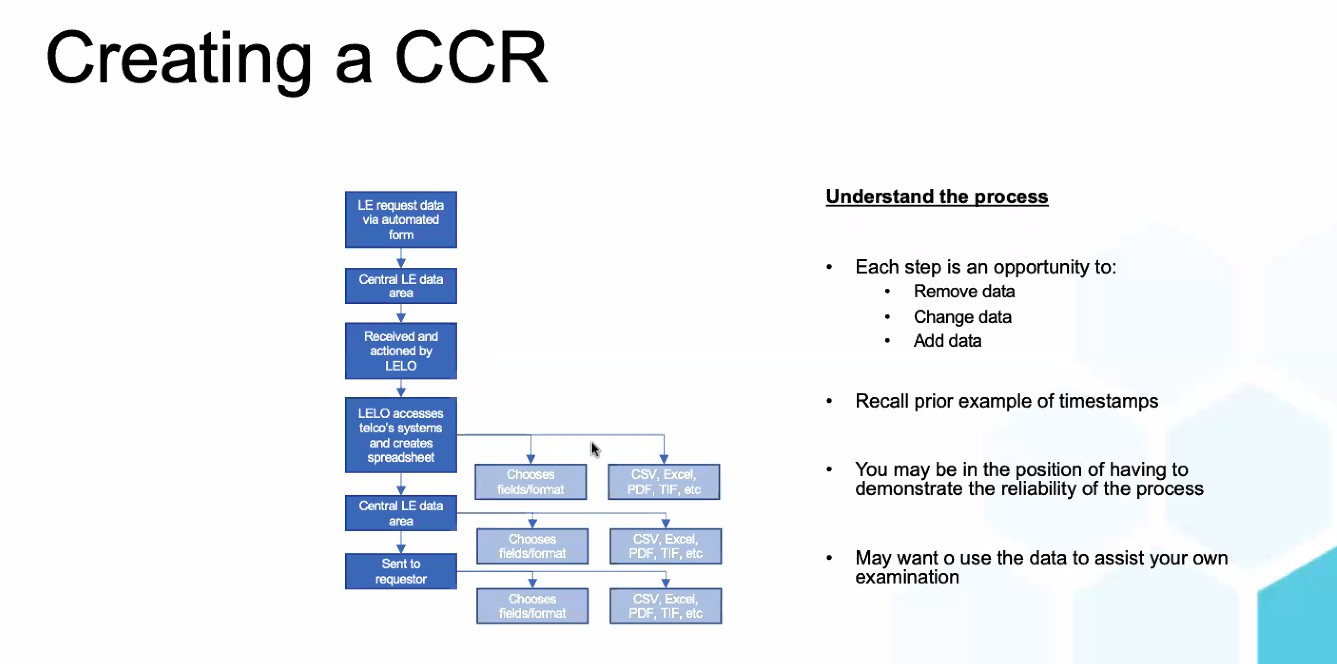 Creating a CCR
LE request data
via automated
form
Central LE data
area
Received and
actioned by
LELO
LELO accesses
telco's systems
and creates
spreadsheet
Chooses
fields/format
CSV, Excel,
PDF, TIF, etc
Central LE data
area
Chooses
fields/format
CSV, Excel,
PDF, TIF, etc
Sent to
requestor
Chooses
fields/format
CSV, Excel,
PDF, TIF, etc
Understand the process
• Each step is an opportunity to:
• Remove data
• Change data
• Add data
• Recall prior example of timestamps
• You may be in the position of having to
demonstrate the reliability of the process
• May want o use the data to assist your own
examination